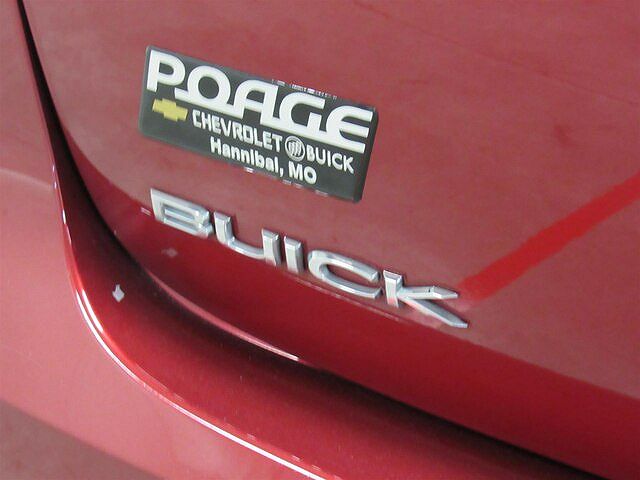 POAGE
CHEVROLET BUICK
Hannibal, MO
BUICK